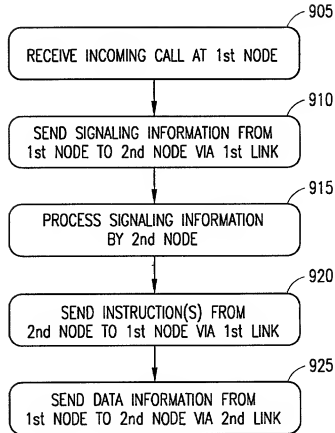 905
RECEIVE INCOMING CALL AT 1st NODE
910
SEND SIGNALING INFORMATION FROM
1st NODE TO 2nd NODE VIA 1st LINK
915
PROCESS SIGNALING INFORMATION
BY 2nd NODE
920
SEND INSTRUCTION(S) FROM
2nd NODE TO 1st NODE VIA 1st LINK
925
SEND DATA INFORMATION FROM
1st NODE TO 2nd NODE VIA 2nd LINK